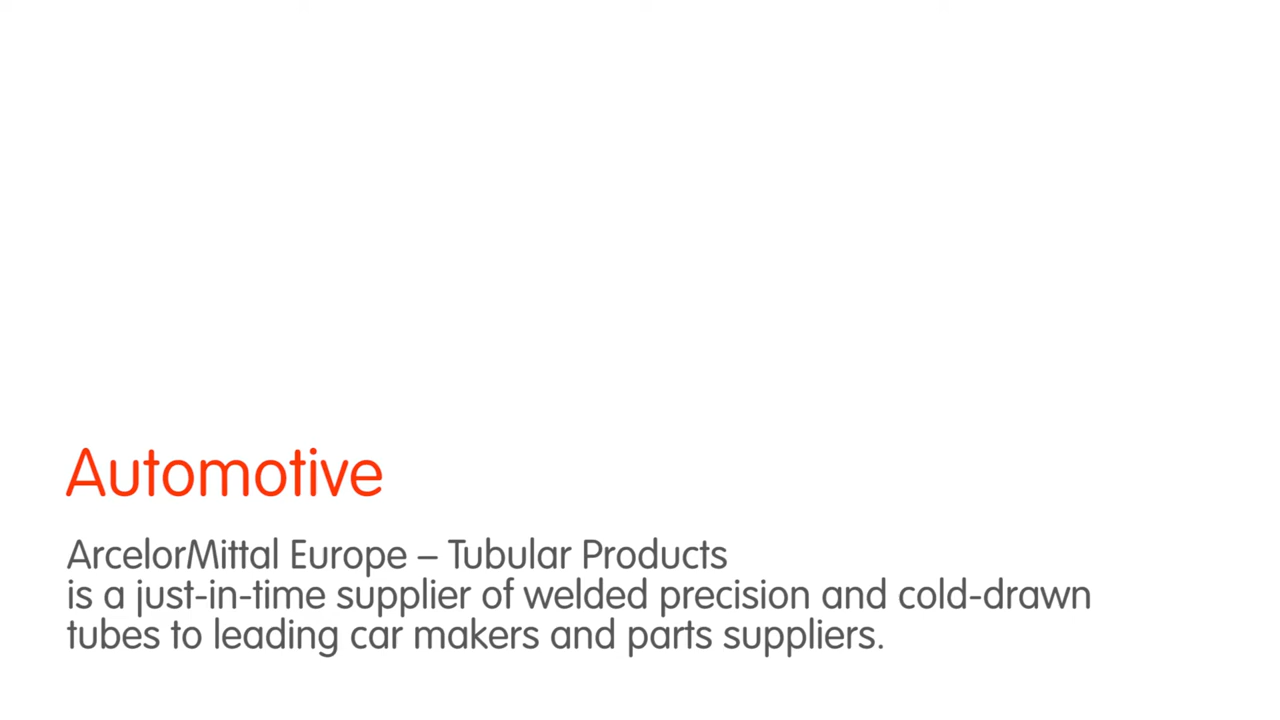 Automotive
ArcelorMittal Europe – Tubular Products
is a just-in-time supplier of welded precision and cold-drawn
tubes to leading car makers and parts suppliers.